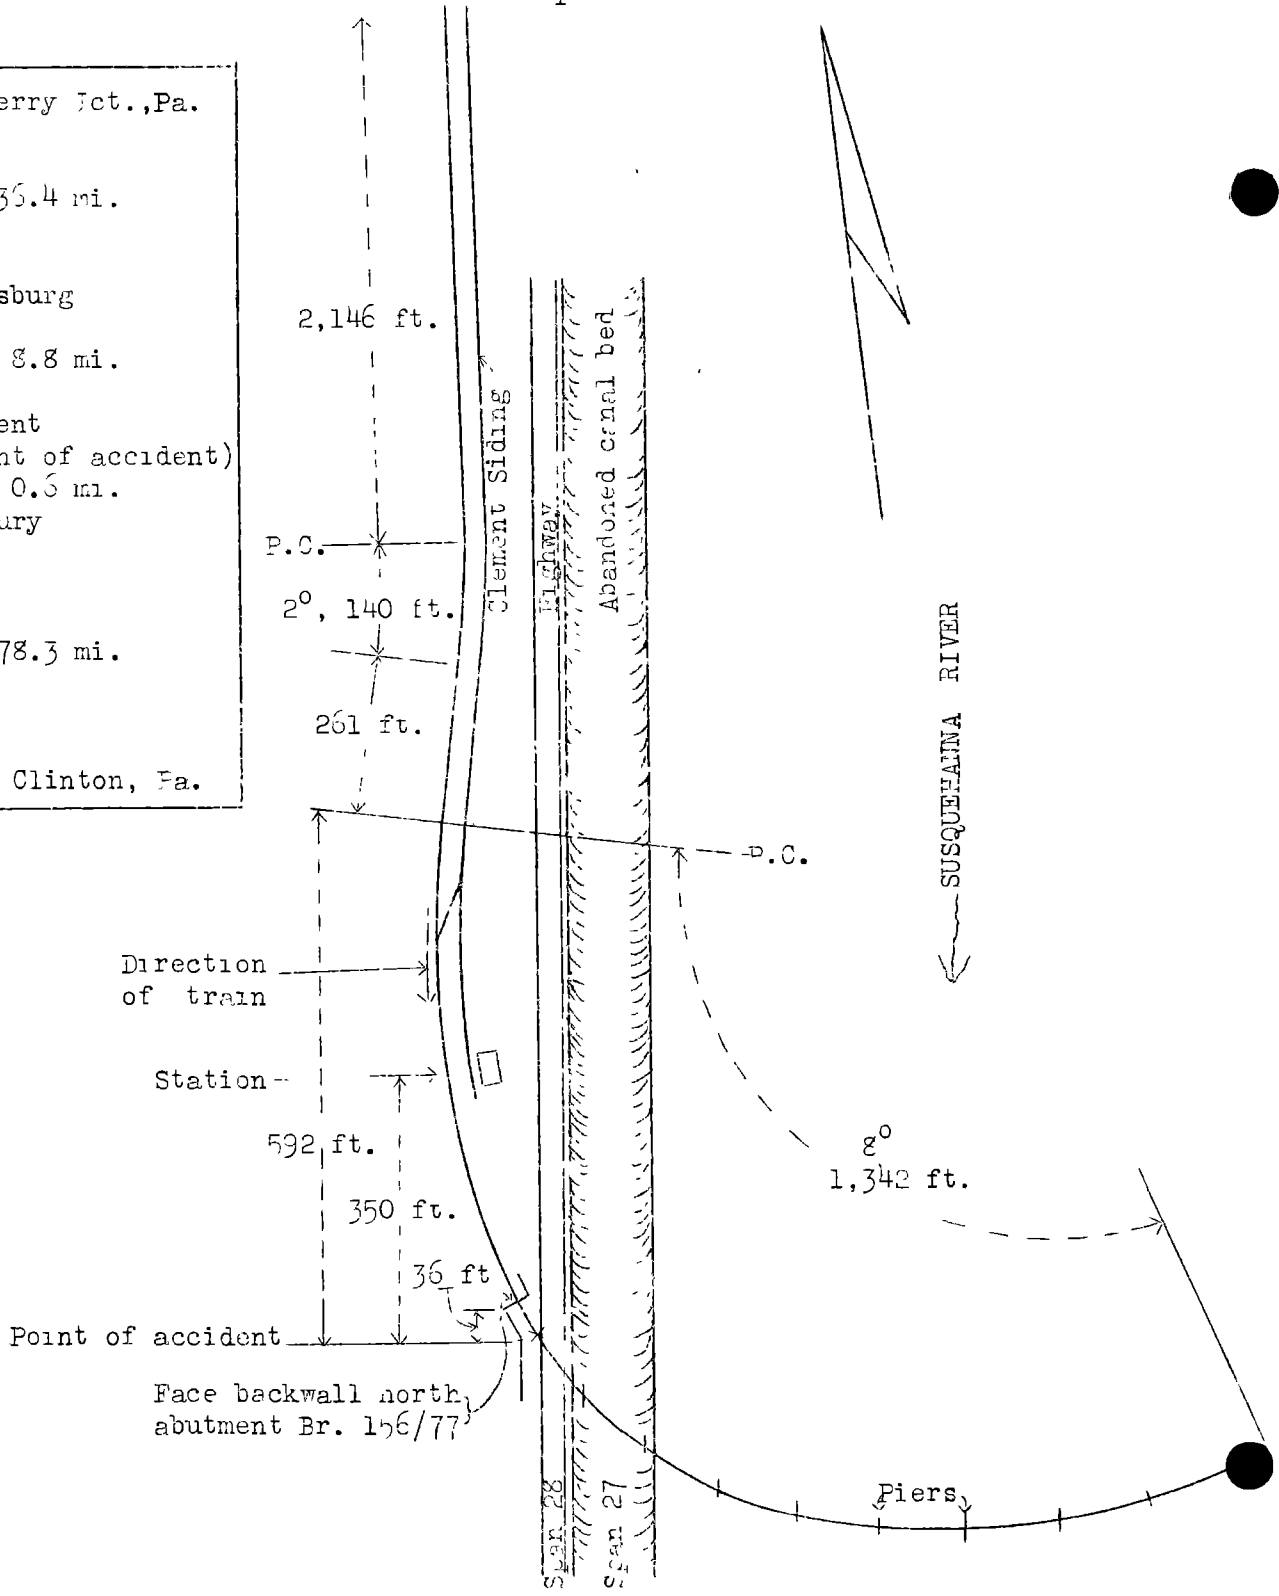 erry Jct.,Pa.
36.4 mi.
sburg
8.8 mi.
ent
nt of accident)
0.6 mi.
ury
78.3 mi.
Clinton, Pa.
2,146 ft.
P.C.
2°, 140 ft.
261 ft.
Clement Siding
Highway
Abandoned canal bed
P.C.
SUSQUEHANNA RIVER
Direction
of train
Station
592 ft.
350 ft.
36 ft
8°
1,342 ft.
Point of accident
Face backwall north
abutment Br. 156/77
Piers
Span 28
Span 27